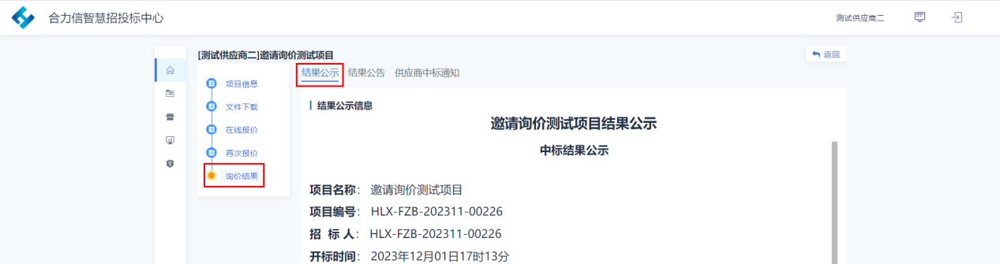 合力信智慧招投标中心
测试供应商二
[测试供应商二]邀请询价测试项目
返回
项目信息
文件下载
在线报价
再次报价
询价结果
结果公示 结果公告 供应商中标通知
结果公示信息
邀请询价测试项目结果公示
中标结果公示
项目名称： 邀请询价测试项目
项目编号： HLX-FZB-202311-00226
招 标 人： HLX-FZB-202311-00226
开标时间： 2023年12月01日17时13分